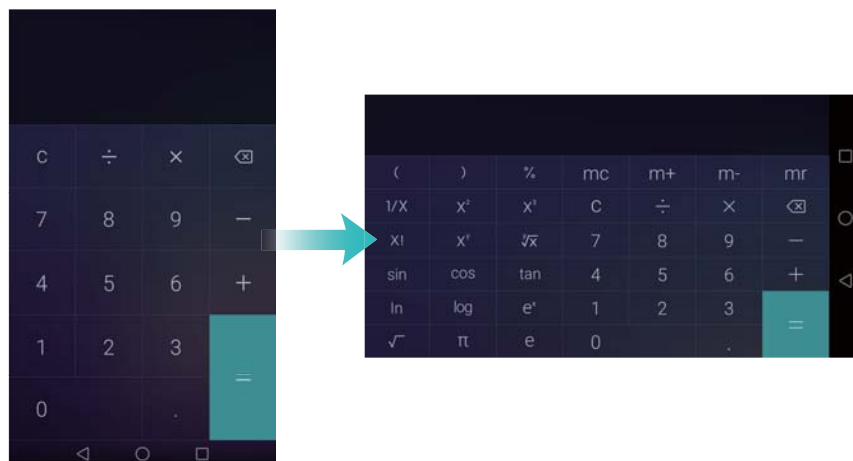 C ÷ ×
7 8 9 −
4 5 6 +
1 2 3 =
0 .
( ) % mc m+ m- mr
1/X X² X³ C ÷ ×
X! Xʸ ʸ√x 7 8 9 −
sin cos tan 4 5 6 +
ln log eˣ 1 2 3 =
√ π e 0 .